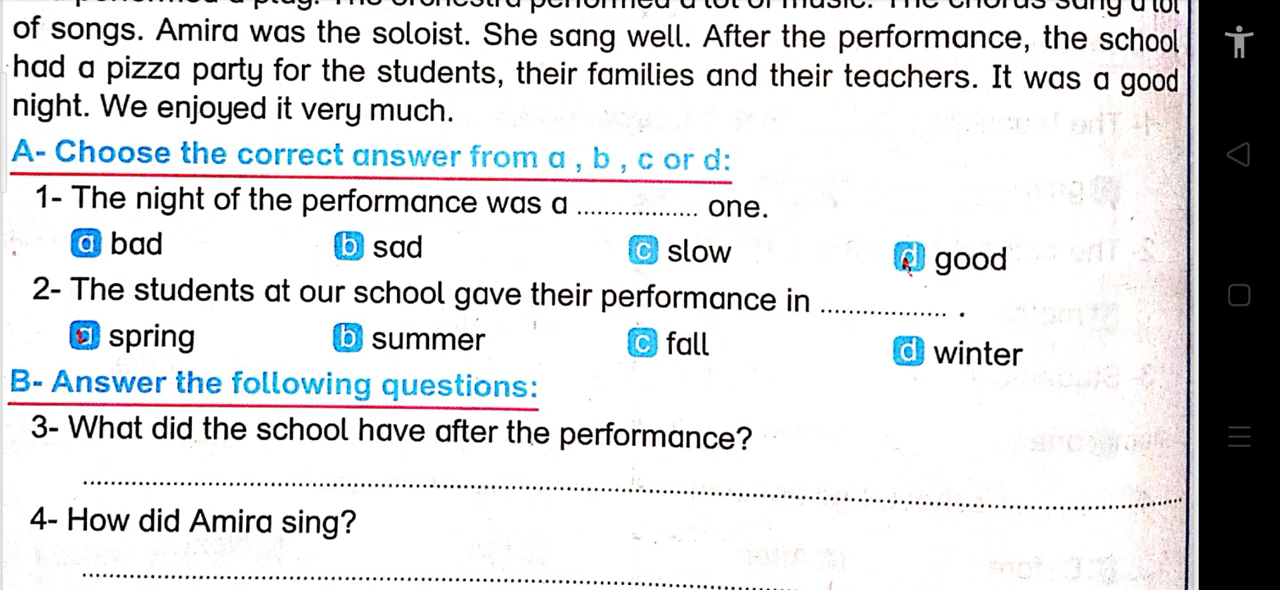 of songs. Amira was the soloist. She sang well. After the performance, the school
had a pizza party for the students, their families and their teachers. It was a good
night. We enjoyed it very much.
A- Choose the correct answer from a , b , c or d:
1- The night of the performance was a .................. one.
a bad b sad c slow d good
2- The students at our school gave their performance in .................. .
a spring b summer c fall d winter
B- Answer the following questions:
3- What did the school have after the performance?
4- How did Amira sing?